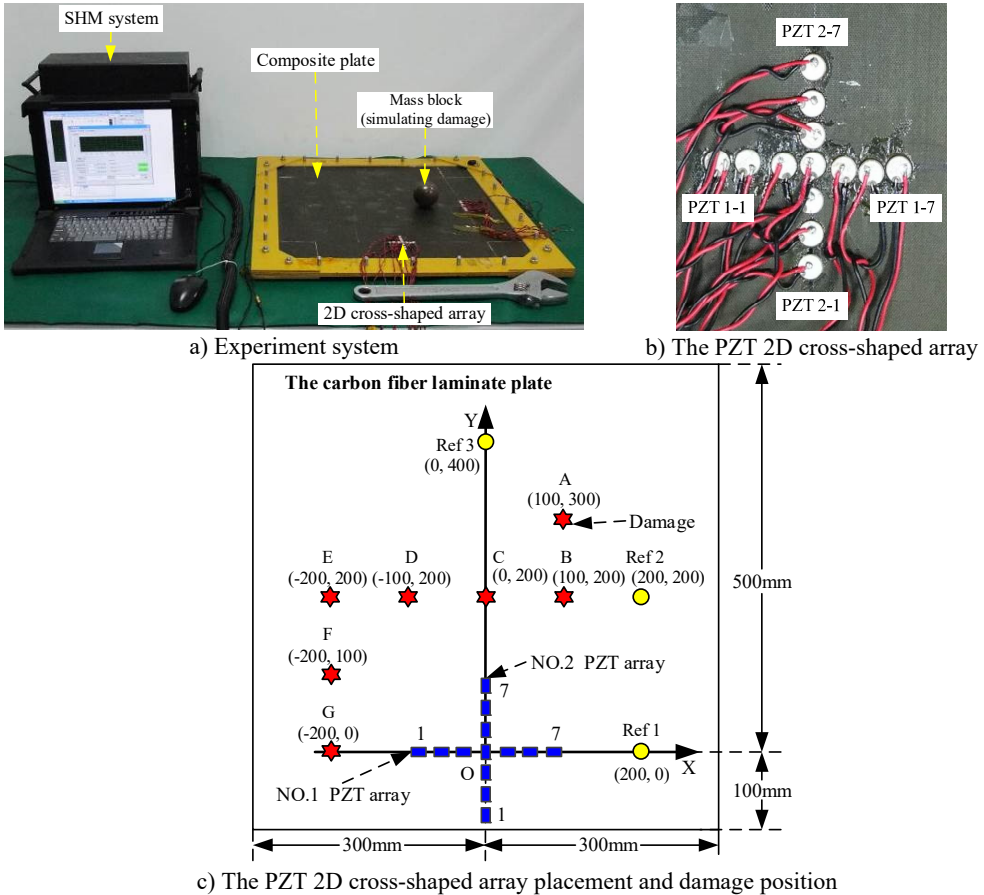 SHM system
Composite plate
Mass block
(simulating damage)
2D cross-shaped array
a) Experiment system
PZT 2-7
PZT 1-1
PZT 1-7
PZT 2-1
b) The PZT 2D cross-shaped array
The carbon fiber laminate plate
Y
Ref 3
(0, 400)
A
(100, 300)
Damage
E
(-200, 200)
D
(-100, 200)
C
(0, 200)
B
(100, 200)
Ref 2
(200, 200)
500mm
F
(-200, 100)
NO.2 PZT array
7
G
(-200, 0)
1
7
Ref 1
(200, 0)
X
O
NO.1 PZT array
1
100mm
300mm
300mm
c) The PZT 2D cross-shaped array placement and damage position